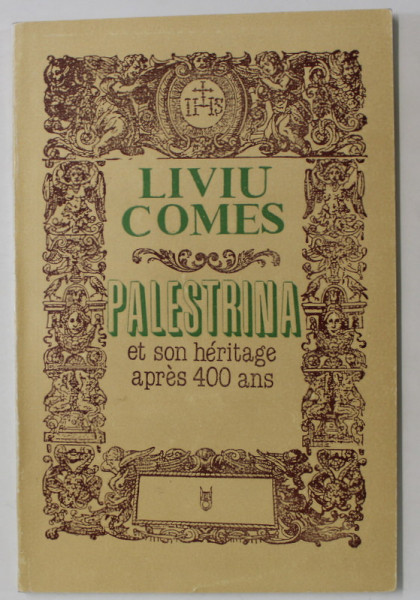 IHS
LIVIU
COMES
PALESTRINA
et son héritage
après 400 ans